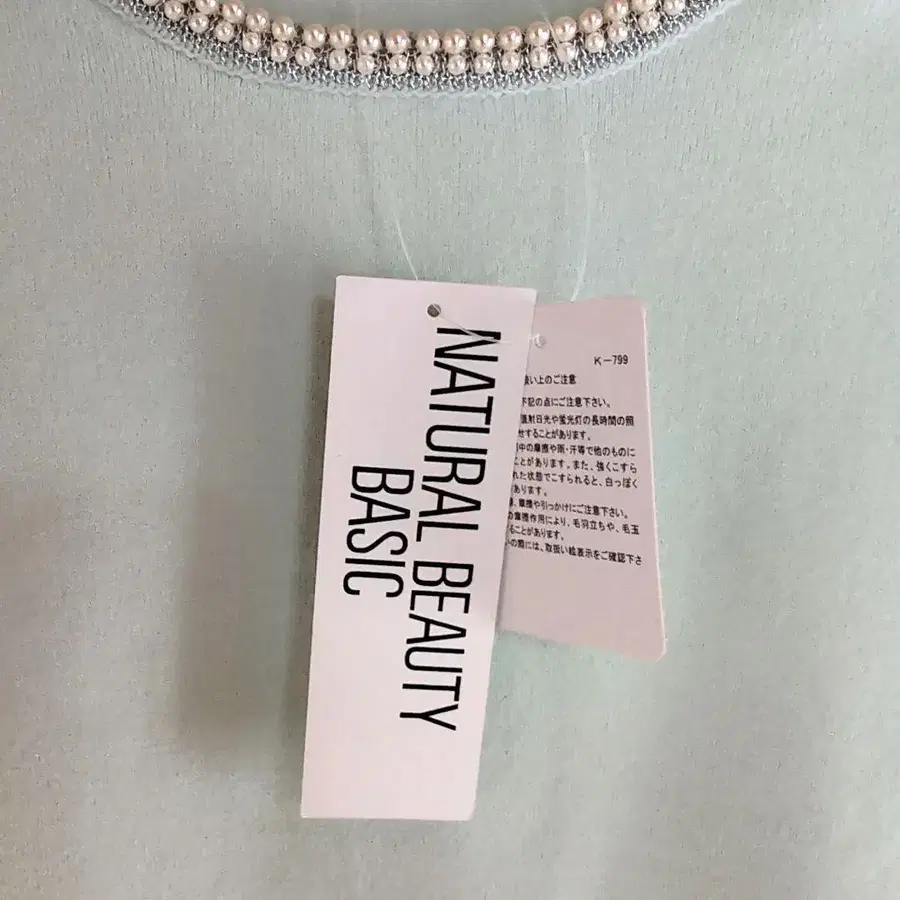 NATURAL BEAUTY
BASIC
K-799
扱い上のご注意
下記の点にご注意下さい。
直射日光や蛍光灯の長時間の照
せすることがあります。
中の摩擦や雨・汗等で他のものに
ことがあります。また、強くこすら
れた状態でこすられると、白っぽく
があります。
、摩擦や引っかけにご注意下さい。
の摩擦作用により、毛羽立ちや、毛玉
することがあります。
いの際には、取扱い絵表示をご確認下さ